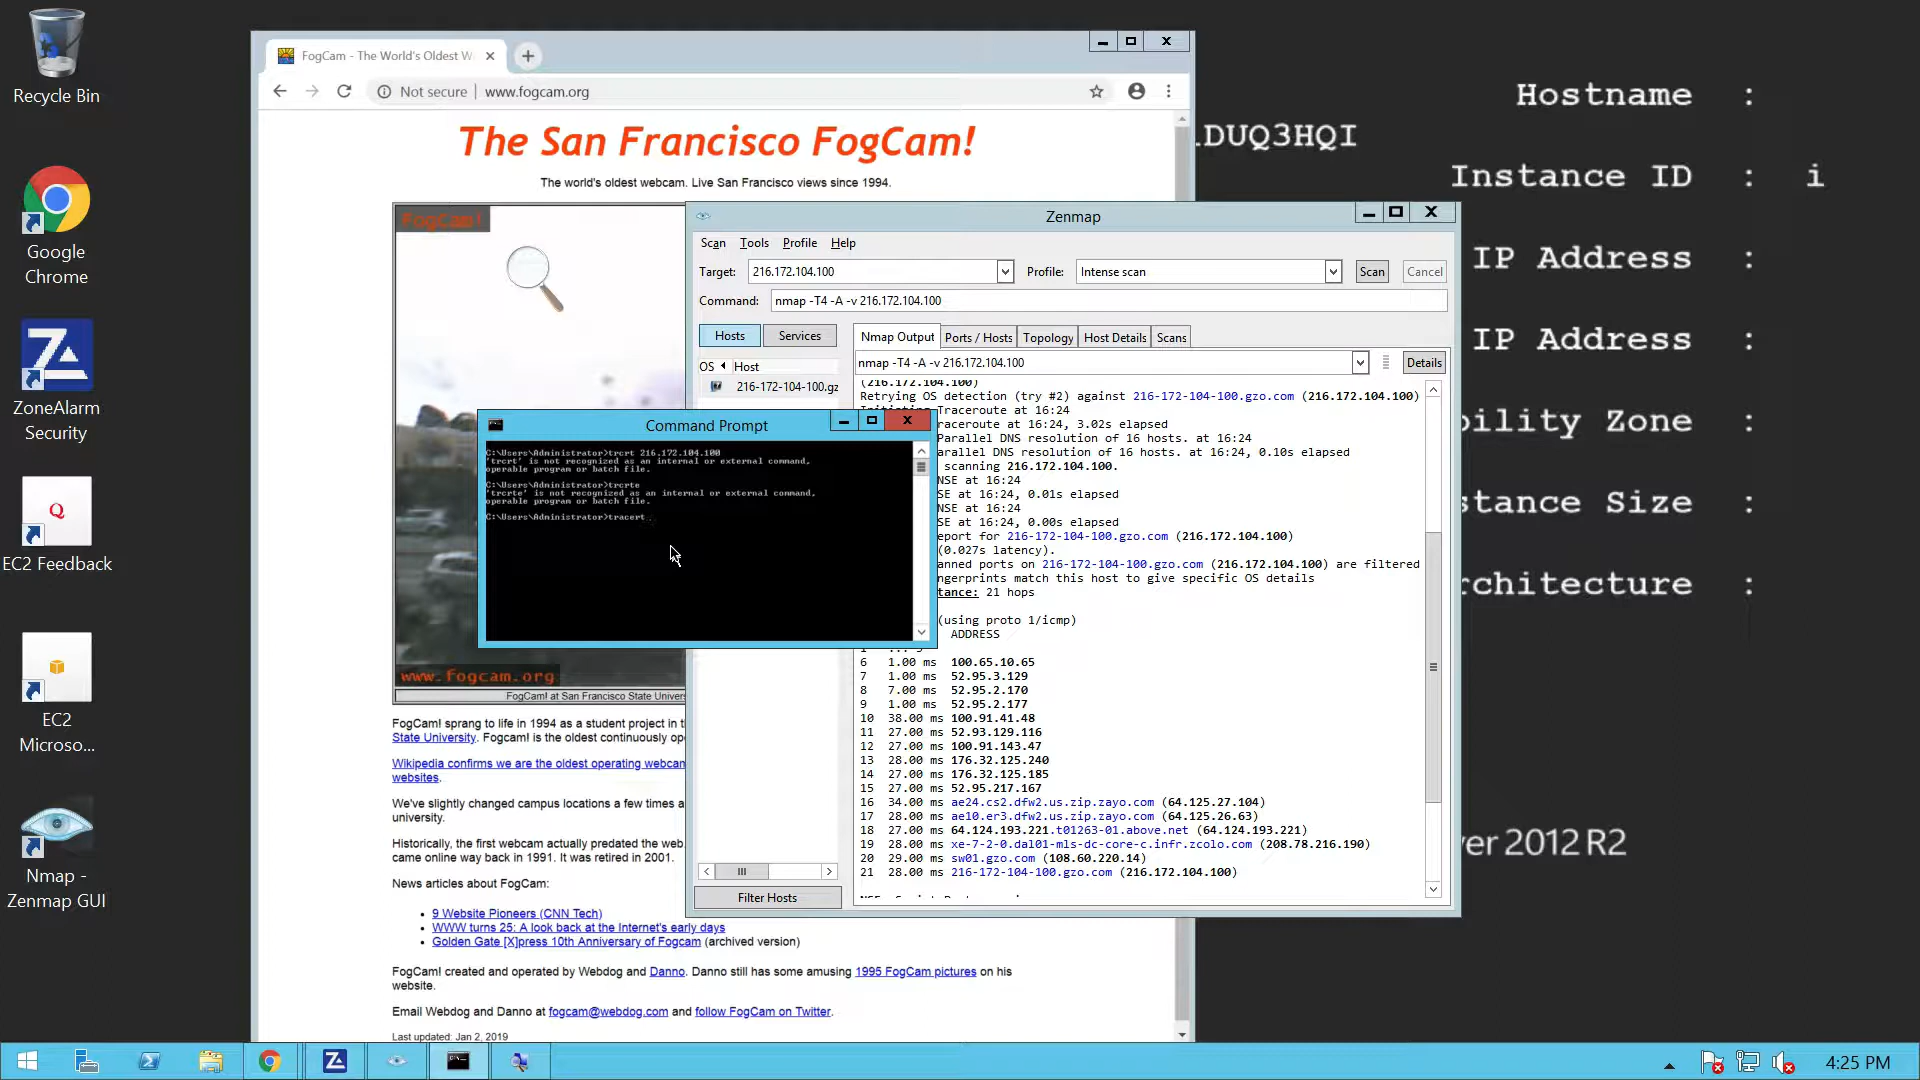 Recycle Bin
Google
Chrome
ZoneAlarm
Security
EC2 Feedback
EC2
Microso...
Nmap -
Zenmap GUI
Hostname :
DUQ3HQI
Instance ID : i
IP Address :
IP Address :
bility Zone :
stance Size :
rchitecture :
ver 2012 R2
FogCam - The World's Oldest W
Not secure | www.fogcam.org
The San Francisco FogCam!
The world's oldest webcam. Live San Francisco views since 1994.
FogCam!
www.fogcam.org
FogCam! at San Francisco State Univers
FogCam! sprang to life in 1994 as a student project in t
State University. Fogcam! is the oldest continuously op
Wikipedia confirms we are the oldest operating webcam
websites.
We've slightly changed campus locations a few times a
university.
Historically, the first webcam actually predated the web.
came online way back in 1991. It was retired in 2001.
News articles about FogCam:
9 Website Pioneers (CNN Tech)
WWW turns 25: A look back at the Internet's early days
Golden Gate [X]press 10th Anniversary of Fogcam (archived version)
FogCam! created and operated by Webdog and Danno. Danno still has some amusing 1995 FogCam pictures on his
website.
Email Webdog and Danno at fogcam@webdog.com and follow FogCam on Twitter.
Last updated: Jan 2, 2019
Zenmap
Scan Tools Profile Help
Target: 216.172.104.100 Profile: Intense scan Scan Cancel
Command: nmap -T4 -A -v 216.172.104.100
Hosts Services Nmap Output Ports / Hosts Topology Host Details Scans
nmap -T4 -A -v 216.172.104.100 Details
OS Host
216-172-104-100.gz
Filter Hosts
(216.172.104.100)
Retrying OS detection (try #2) against 216-172-104-100.gzo.com (216.172.104.100)
Initiating Traceroute at 16:24
raceroute at 16:24, 3.02s elapsed
Parallel DNS resolution of 16 hosts. at 16:24
arallel DNS resolution of 16 hosts. at 16:24, 0.10s elapsed
scanning 216.172.104.100.
NSE at 16:24
SE at 16:24, 0.01s elapsed
NSE at 16:24
SE at 16:24, 0.00s elapsed
eport for 216-172-104-100.gzo.com (216.172.104.100)
(0.027s latency).
anned ports on 216-172-104-100.gzo.com (216.172.104.100) are filtered
ngerprints match this host to give specific OS details
tance: 21 hops
(using proto 1/icmp)
ADDRESS
6 1.00 ms 100.65.10.65
7 1.00 ms 52.95.3.129
8 7.00 ms 52.95.2.170
9 1.00 ms 52.95.2.177
10 38.00 ms 100.91.41.48
11 27.00 ms 52.93.129.116
12 27.00 ms 100.91.143.47
13 28.00 ms 176.32.125.240
14 27.00 ms 176.32.125.185
15 27.00 ms 52.95.217.167
16 34.00 ms ae24.cs2.dfw2.us.zip.zayo.com (64.125.27.104)
17 28.00 ms ae10.er3.dfw2.us.zip.zayo.com (64.125.26.63)
18 27.00 ms 64.124.193.221.t01263-01.above.net (64.124.193.221)
19 28.00 ms xe-7-2-0.dal01-mls-dc-core-c.infr.zcolo.com (208.78.216.190)
20 29.00 ms sw01.gzo.com (108.60.220.14)
21 28.00 ms 216-172-104-100.gzo.com (216.172.104.100)
Command Prompt
C:\Users\Administrator>trcrt 216.172.104.100
'trcrt' is not recognized as an internal or external command,
operable program or batch file.
C:\Users\Administrator>trcrte
'trcrte' is not recognized as an internal or external command,
operable program or batch file.
C:\Users\Administrator>tracert
4:25 PM